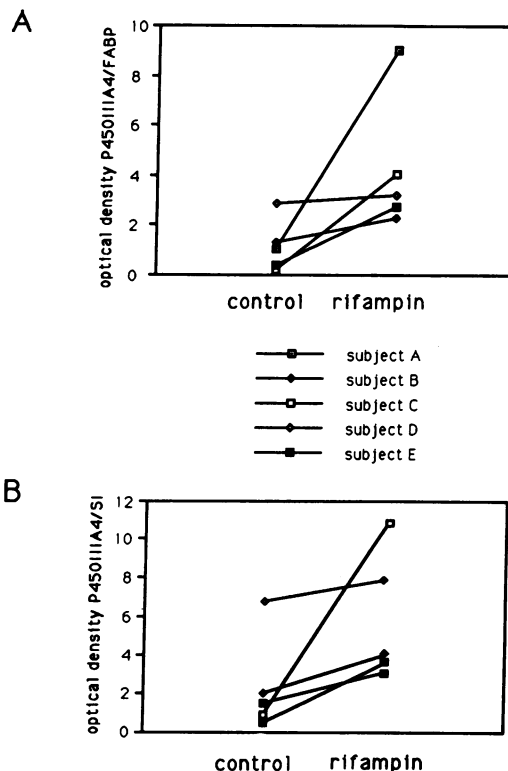 A
optical density P450IIIA4/FABP
10
8
6
4
2
0
control rifampin
subject A
subject B
subject C
subject D
subject E
B
optical density P450IIIA4/SI
12
10
8
6
4
2
0
control rifampin